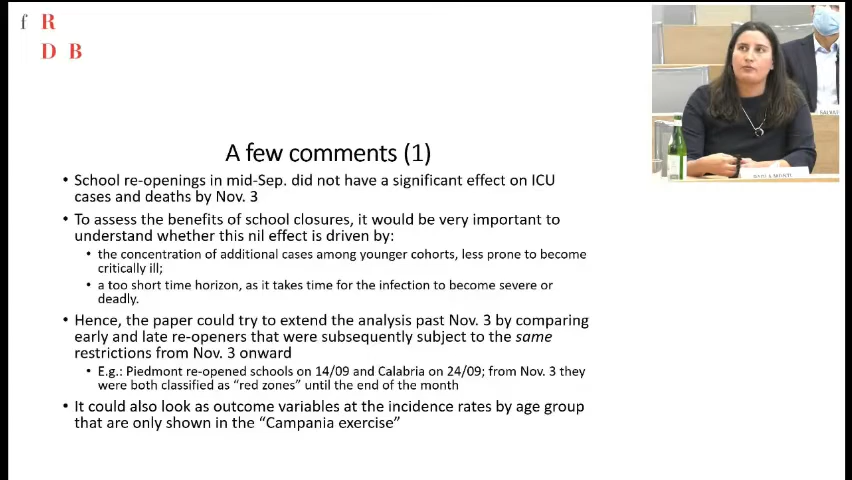 f R
D B
A few comments (1)
• School re-openings in mid-Sep. did not have a significant effect on ICU
cases and deaths by Nov. 3
• To assess the benefits of school closures, it would be very important to
understand whether this nil effect is driven by:
• the concentration of additional cases among younger cohorts, less prone to become
critically ill;
• a too short time horizon, as it takes time for the infection to become severe or
deadly.
• Hence, the paper could try to extend the analysis past Nov. 3 by comparing
early and late re-openers that were subsequently subject to the same
restrictions from Nov. 3 onward
• E.g.: Piedmont re-opened schools on 14/09 and Calabria on 24/09; from Nov. 3 they
were both classified as “red zones” until the end of the month
• It could also look as outcome variables at the incidence rates by age group
that are only shown in the “Campania exercise”